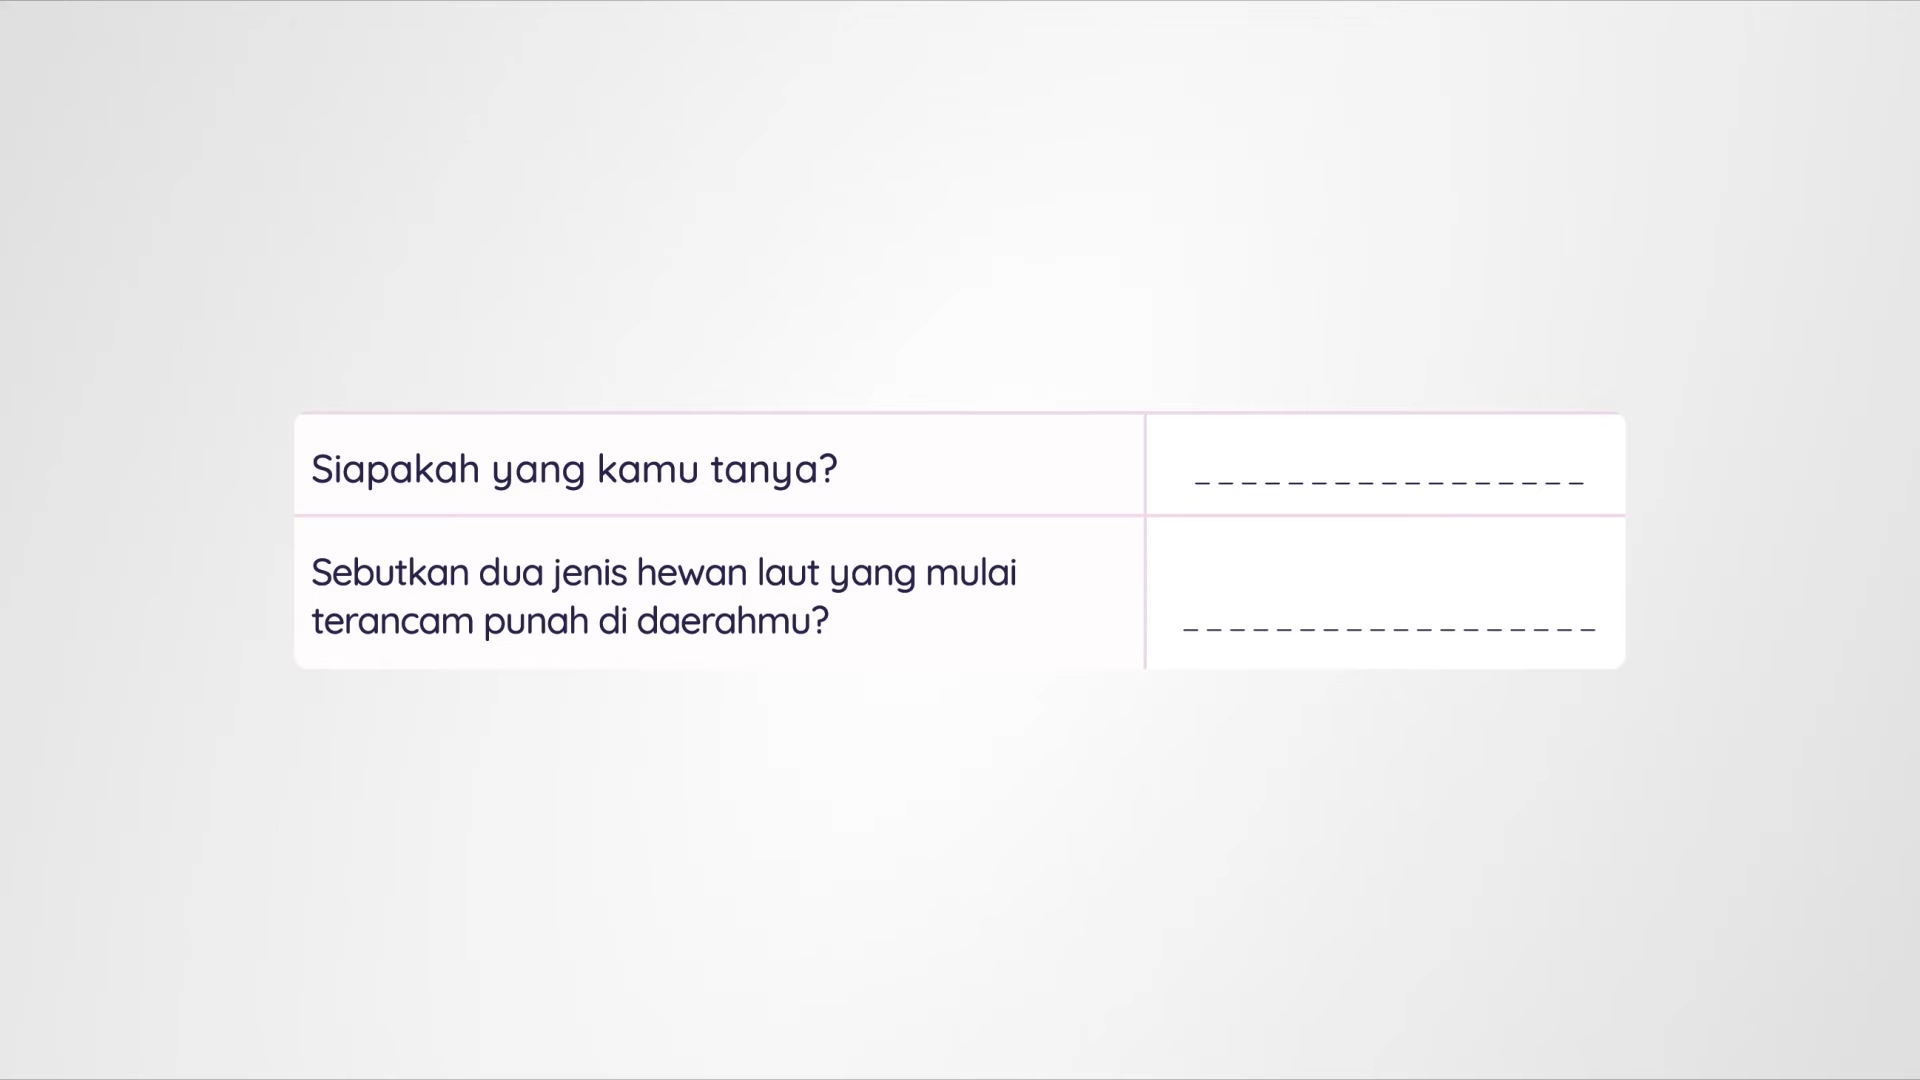 Siapakah yang kamu tanya?
_ _ _ _ _ _ _ _ _ _ _ _ _ _ _ _ _
Sebutkan dua jenis hewan laut yang mulai
terancam punah di daerahmu?
_ _ _ _ _ _ _ _ _ _ _ _ _ _ _ _ _ _